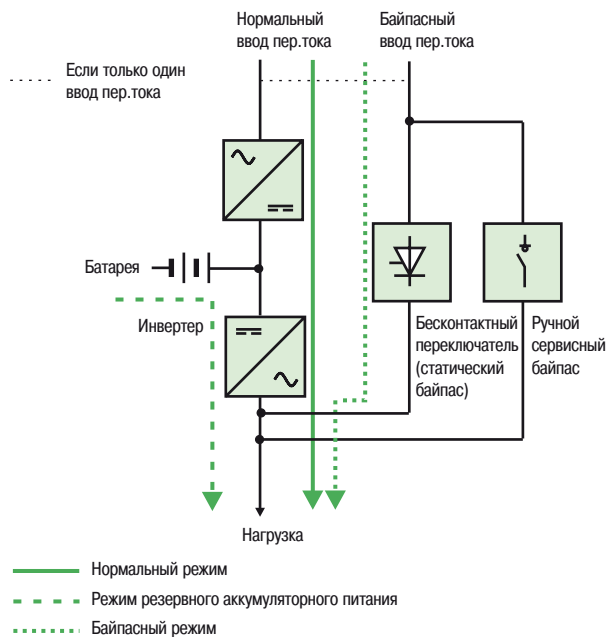 Нормальный
ввод пер.тока
Байпасный
ввод пер.тока
Если только один
ввод пер.тока
Батарея
Инвертер
Бесконтактный
переключатель
(статический
байпас)
Ручной
сервисный
байпас
Нагрузка
Нормальный режим
Режим резервного аккумуляторного питания
Байпасный режим